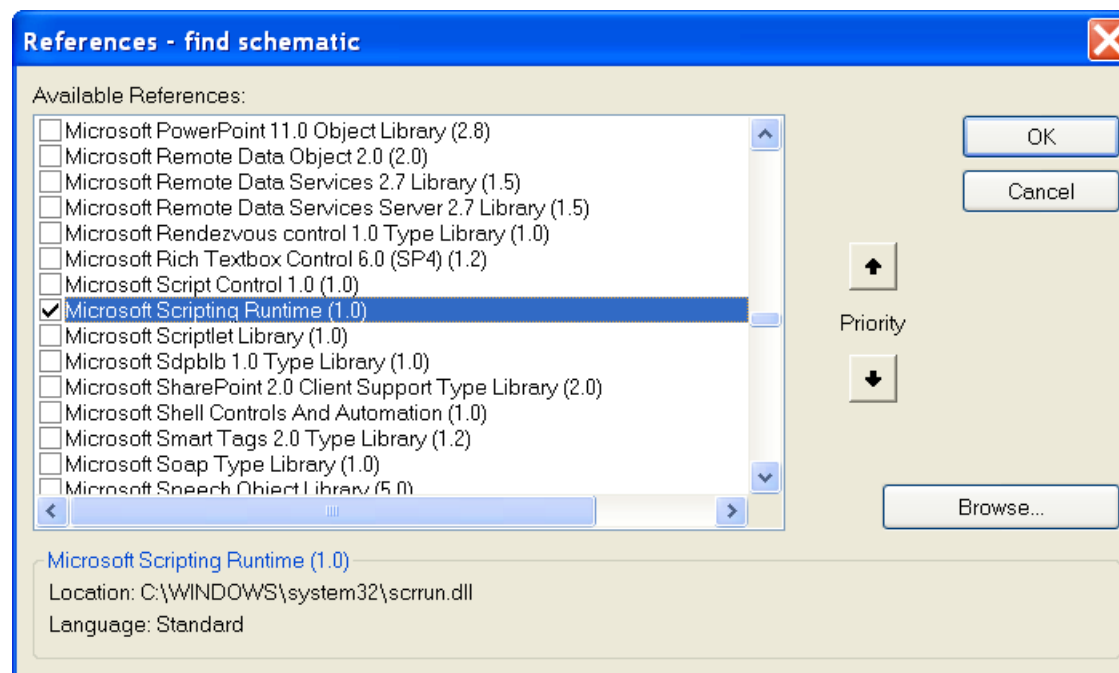 References - find schematic
Available References:
Microsoft PowerPoint 11.0 Object Library (2.8)
Microsoft Remote Data Object 2.0 (2.0)
Microsoft Remote Data Services 2.7 Library (1.5)
Microsoft Remote Data Services Server 2.7 Library (1.5)
Microsoft Rendezvous control 1.0 Type Library (1.0)
Microsoft Rich Textbox Control 6.0 (SP4) (1.2)
Microsoft Script Control 1.0 (1.0)
Microsoft Scripting Runtime (1.0)
Microsoft Scriptlet Library (1.0)
Microsoft Sdpblb 1.0 Type Library (1.0)
Microsoft SharePoint 2.0 Client Support Type Library (2.0)
Microsoft Shell Controls And Automation (1.0)
Microsoft Smart Tags 2.0 Type Library (1.2)
Microsoft Soap Type Library (1.0)
Microsoft Speech Object Library (5.0)
OK
Cancel
Priority
Browse...
Microsoft Scripting Runtime (1.0)
Location: C:\WINDOWS\system32\scrrun.dll
Language: Standard